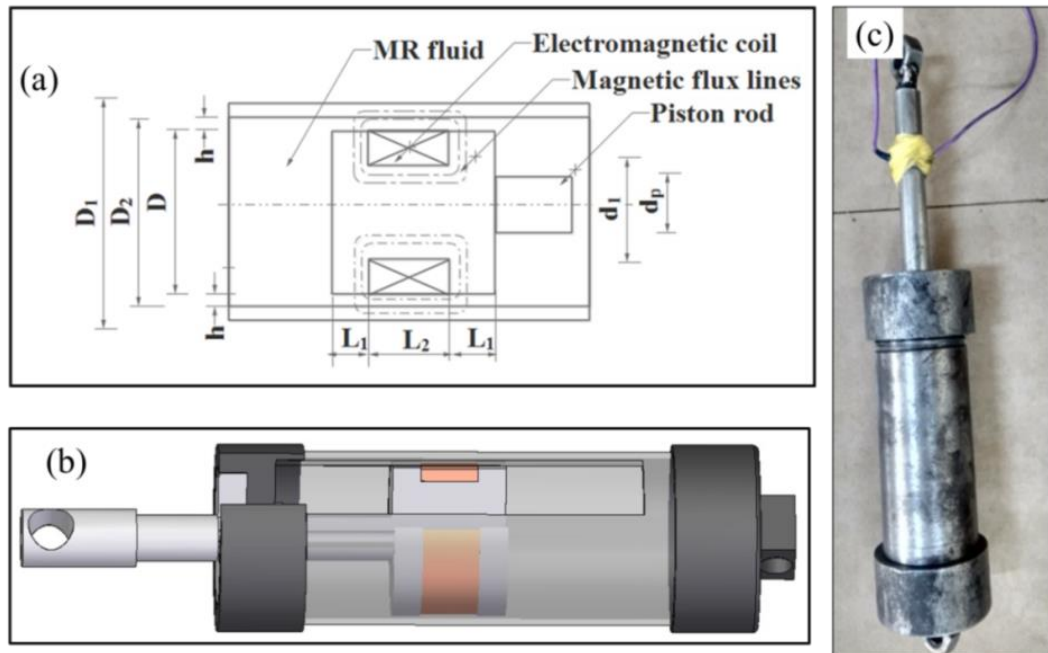 (a)
MR fluid
Electromagnetic coil
Magnetic flux lines
Piston rod
h
D₁
D₂
D
d₁
dₚ
h
L₁
L₂
L₁
(b)
(c)